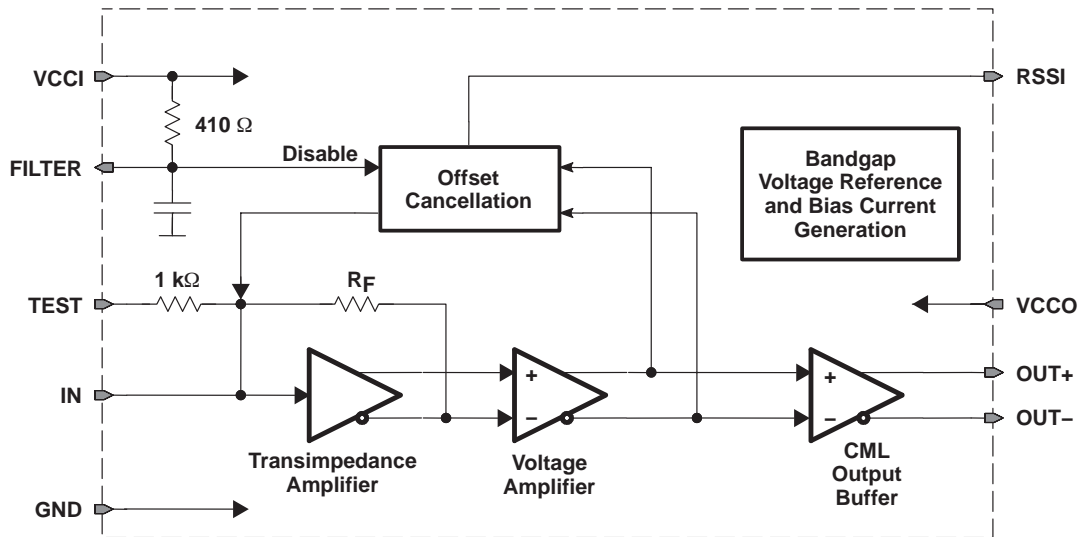 VCCI
RSSI
410 Ω
FILTER
Disable
Offset
Cancellation
Bandgap
Voltage Reference
and Bias Current
Generation
1 kΩ
RF
TEST
VCCO
IN
+
−
+
−
OUT+
OUT−
Transimpedance
Amplifier
Voltage
Amplifier
CML
Output
Buffer
GND